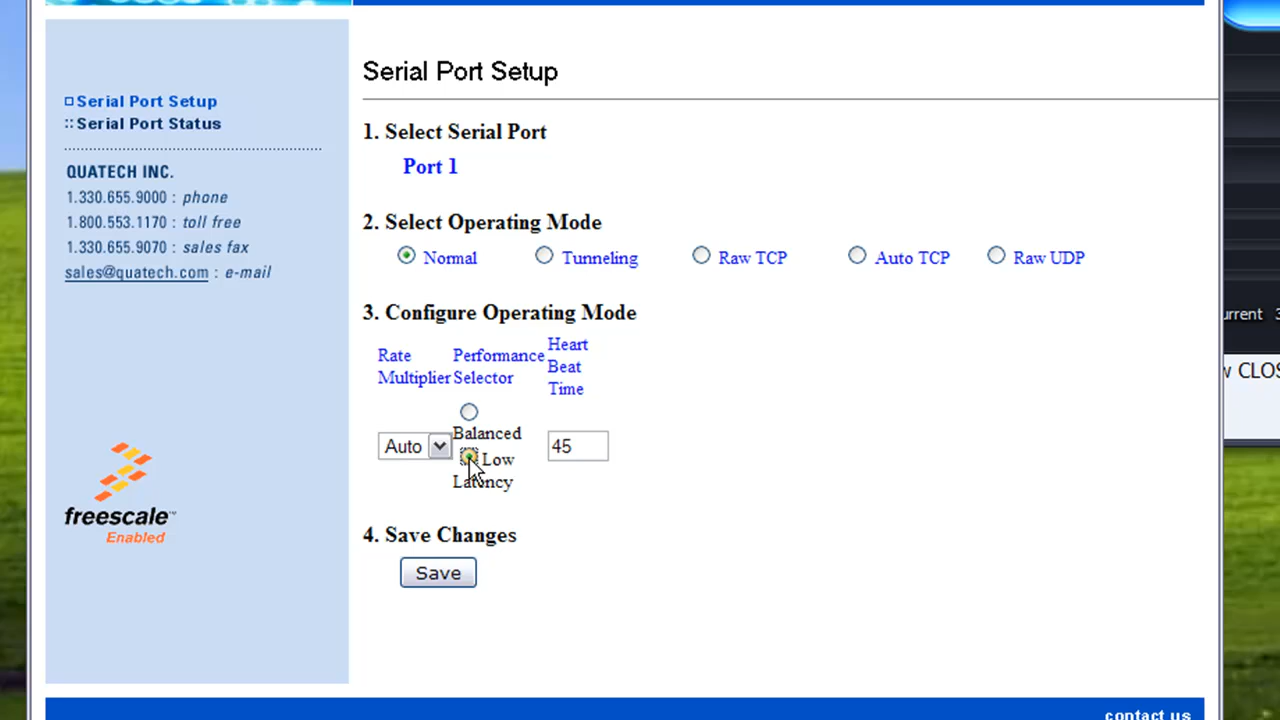 Serial Port Setup
Serial Port Status
QUATECH INC.
1.330.655.9000 : phone
1.800.553.1170 : toll free
1.330.655.9070 : sales fax
sales@quatech.com : e-mail
freescale™
Enabled
Serial Port Setup
1. Select Serial Port
Port 1
2. Select Operating Mode
Normal Tunneling Raw TCP Auto TCP Raw UDP
3. Configure Operating Mode
Rate Multiplier
Performance Selector
Heart Beat Time
Auto
Balanced
Low
Latency
45
4. Save Changes
Save
contact us
CLOS